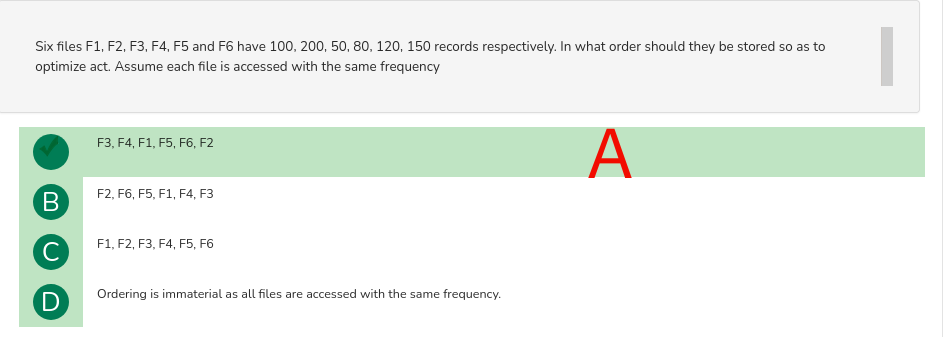 Six files F1, F2, F3, F4, F5 and F6 have 100, 200, 50, 80, 120, 150 records respectively. In what order should they be stored so as to
optimize act. Assume each file is accessed with the same frequency
F3, F4, F1, F5, F6, F2
A
B
F2, F6, F5, F1, F4, F3
C
F1, F2, F3, F4, F5, F6
D
Ordering is immaterial as all files are accessed with the same frequency.